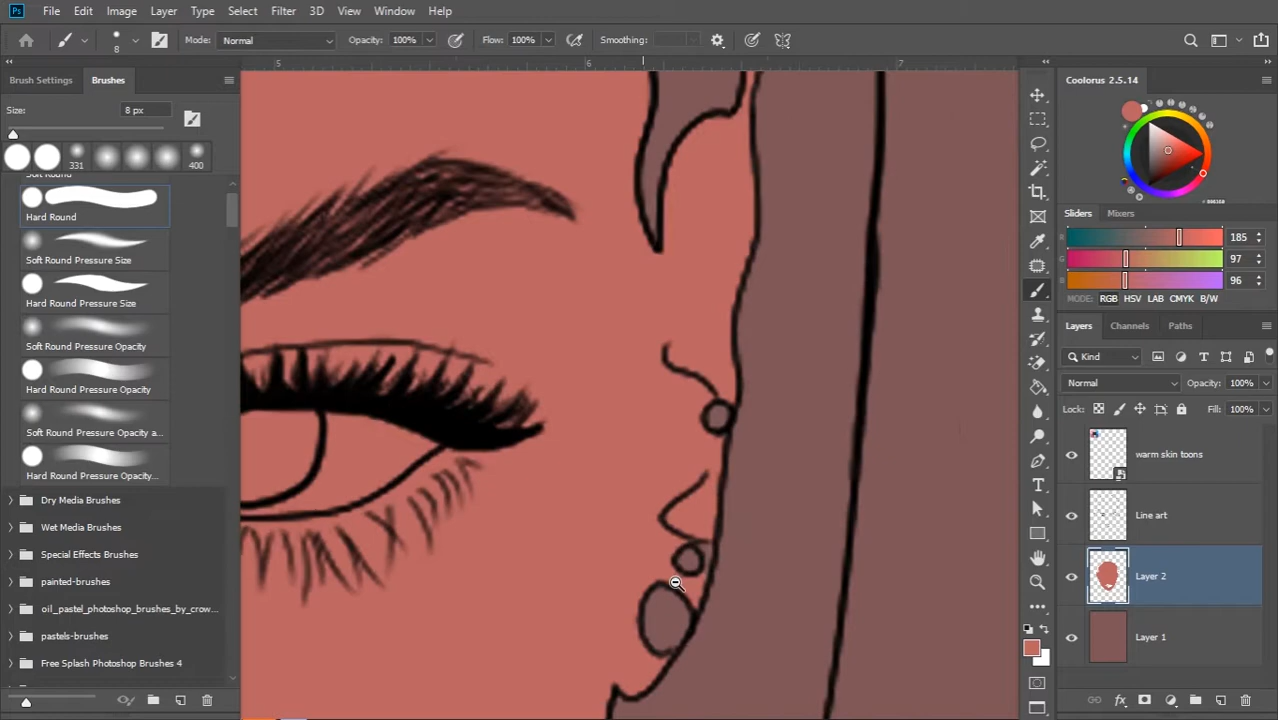 Ps File Edit Image Layer Type Select Filter 3D View Window Help
8 Mode: Normal Opacity: 100% Flow: 100% Smoothing:
5 6 7
Brush Settings Brushes
Size: 8 px
331 400
Soft Round
Hard Round
Soft Round Pressure Size
Hard Round Pressure Size
Soft Round Pressure Opacity
Hard Round Pressure Opacity
Soft Round Pressure Opacity a...
Hard Round Pressure Opacity...
Dry Media Brushes
Wet Media Brushes
Special Effects Brushes
painted-brushes
oil_pastel_photoshop_brushes_by_crow...
pastels-brushes
Free Splash Photoshop Brushes 4
Coolorus 2.5.14
Sliders Mixers
R 185
G 97
B 96
MODE: RGB HSV LAB CMYK B/W
Layers Channels Paths
Kind
Normal Opacity: 100%
Lock: Fill: 100%
warm skin toons
Line art
Layer 2
Layer 1
fx